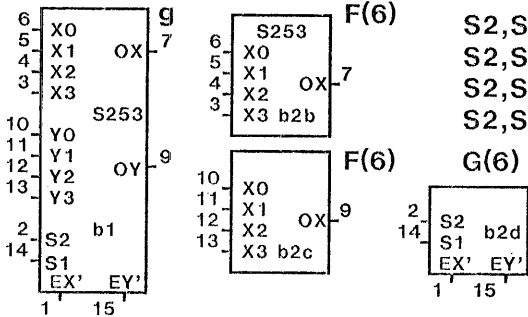 g
6 X0
5 X1 OX 7
4 X2
3 X3
S253
10 Y0
11 Y1
12 Y2 OY 9
13 Y3
b1
2 S2
14 S1
EX' EY'
1 15
F(6)
S253
6 X0
5 X1
4 X2 OX 7
3 X3 b2b
F(6)
10 X0
11 X1
12 X2 OX 9
13 X3 b2c
S2,S
S2,S
S2,S
S2,S
G(6)
2 S2
14 S1 b2d
EX' EY'
1 15